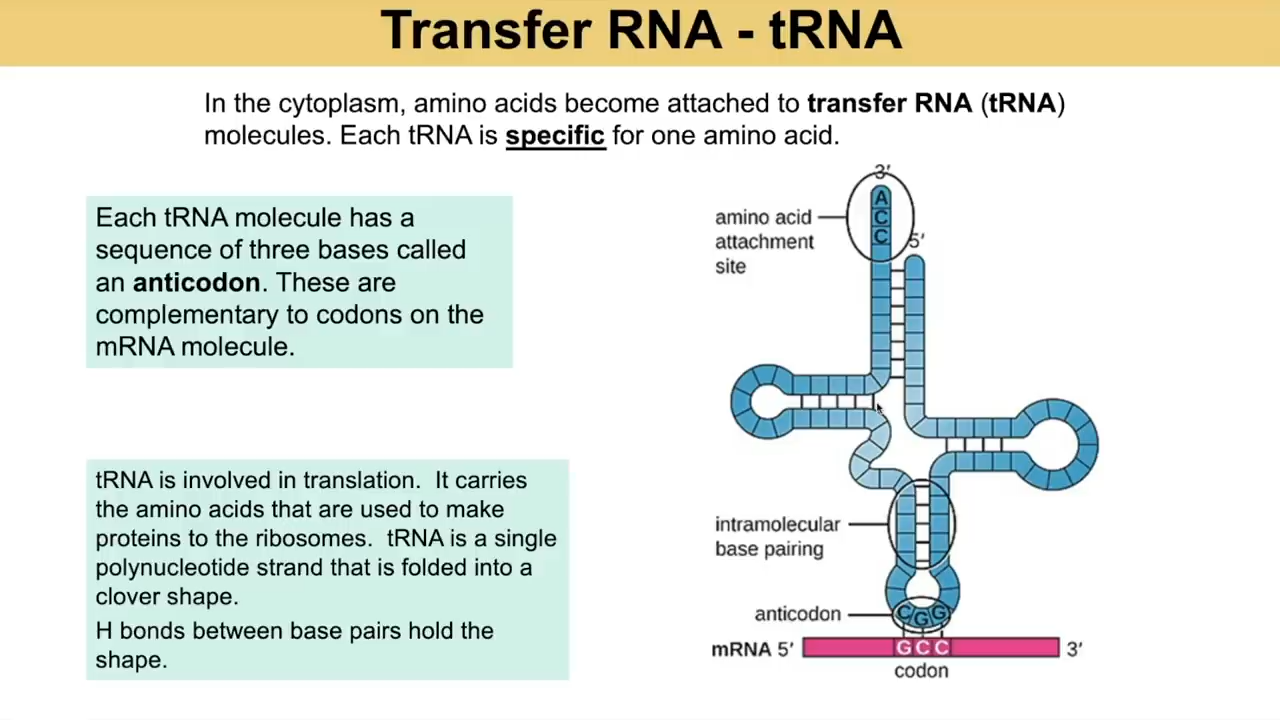 Transfer RNA - tRNA
In the cytoplasm, amino acids become attached to transfer RNA (tRNA)
molecules. Each tRNA is specific for one amino acid.
Each tRNA molecule has a
sequence of three bases called
an anticodon. These are
complementary to codons on the
mRNA molecule.
tRNA is involved in translation.  It carries
the amino acids that are used to make
proteins to the ribosomes.  tRNA is a single
polynucleotide strand that is folded into a
clover shape.
H bonds between base pairs hold the
shape.
3′
A
C
C
5′
amino acid
attachment
site
intramolecular
base pairing
anticodon
CGG
mRNA 5′ GCC 3′
codon